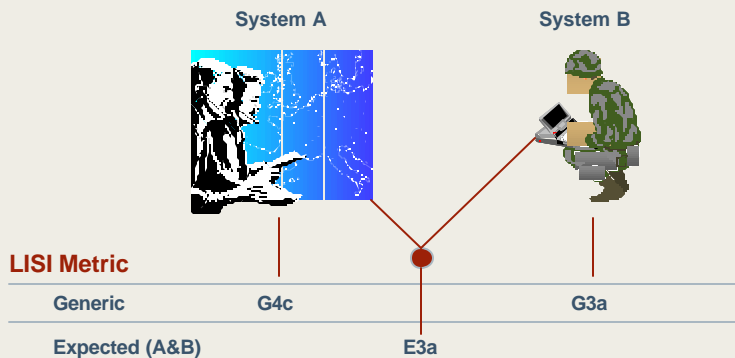 System A
System B
LISI Metric
Generic G4c G3a
Expected (A&B) E3a